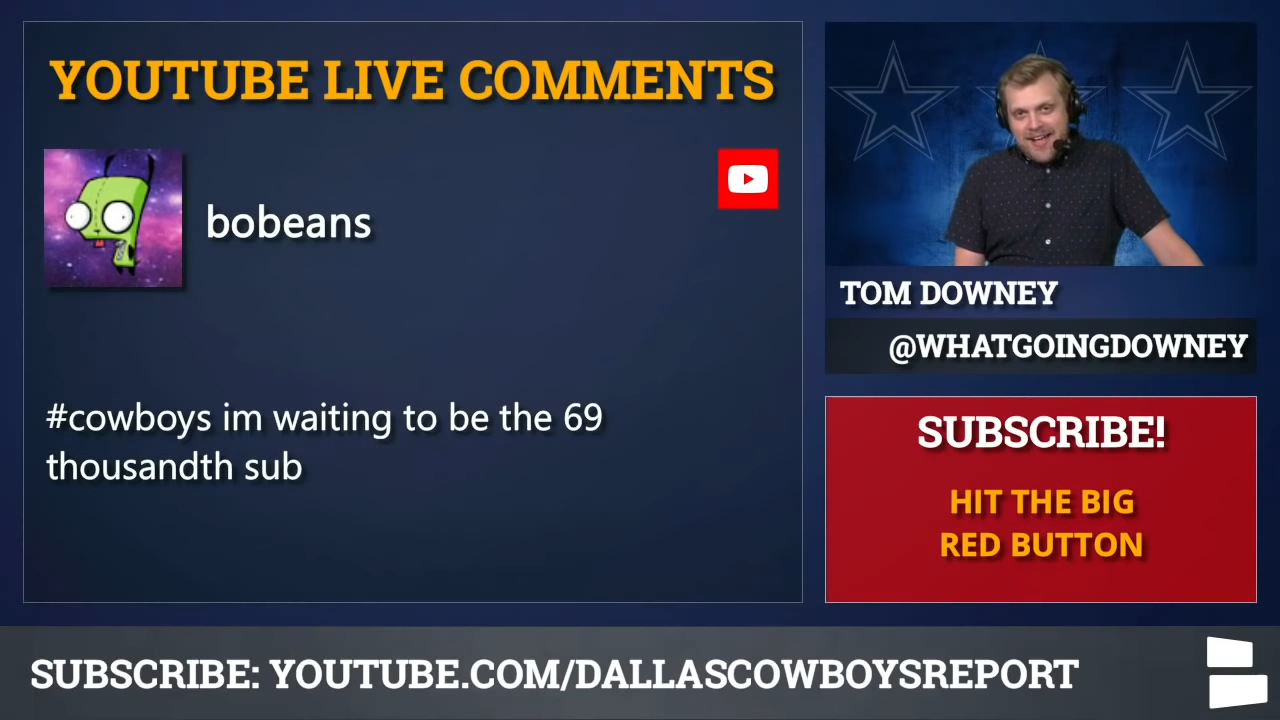 YOUTUBE LIVE COMMENTS
bobeans
#cowboys im waiting to be the 69
thousandth sub
TOM DOWNEY
@WHATGOINGDOWNEY
SUBSCRIBE!
HIT THE BIG
RED BUTTON
SUBSCRIBE: YOUTUBE.COM/DALLASCOWBOYSREPORT